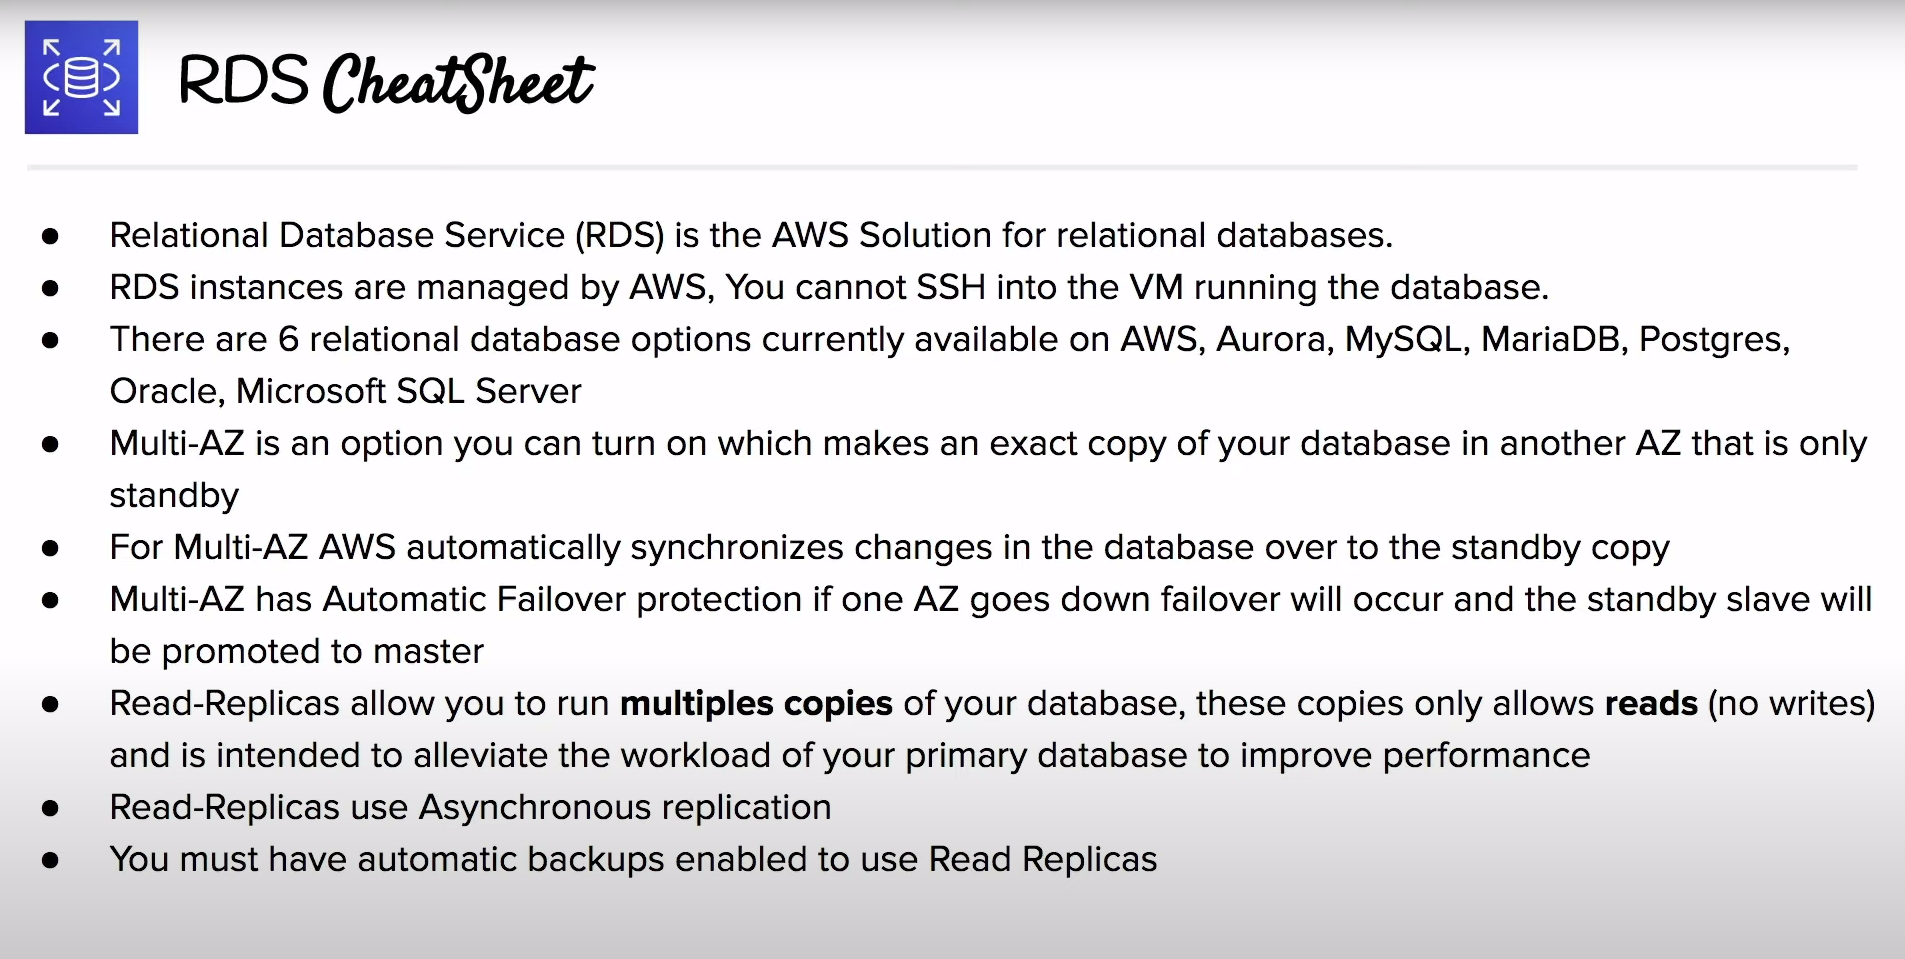 RDS CheatSheet
● Relational Database Service (RDS) is the AWS Solution for relational databases.
● RDS instances are managed by AWS, You cannot SSH into the VM running the database.
● There are 6 relational database options currently available on AWS, Aurora, MySQL, MariaDB, Postgres,
Oracle, Microsoft SQL Server
● Multi-AZ is an option you can turn on which makes an exact copy of your database in another AZ that is only
standby
● For Multi-AZ AWS automatically synchronizes changes in the database over to the standby copy
● Multi-AZ has Automatic Failover protection if one AZ goes down failover will occur and the standby slave will
be promoted to master
● Read-Replicas allow you to run multiples copies of your database, these copies only allows reads (no writes)
and is intended to alleviate the workload of your primary database to improve performance
● Read-Replicas use Asynchronous replication
● You must have automatic backups enabled to use Read Replicas